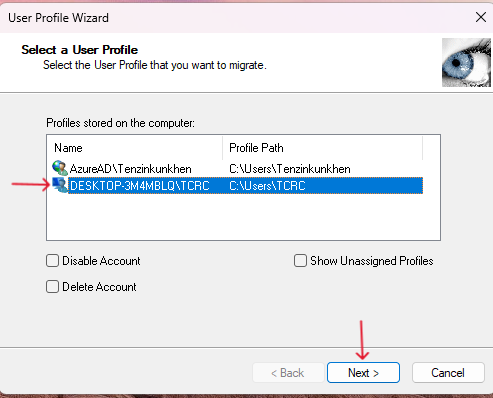 User Profile Wizard
Select a User Profile
Select the User Profile that you want to migrate.
Profiles stored on the computer:
Name Profile Path
AzureAD\Tenzinkunkhen C:\Users\Tenzinkunkhen
DESKTOP-3M4MBLQ\TCRC C:\Users\TCRC
Disable Account Show Unassigned Profiles
Delete Account
< Back Next > Cancel